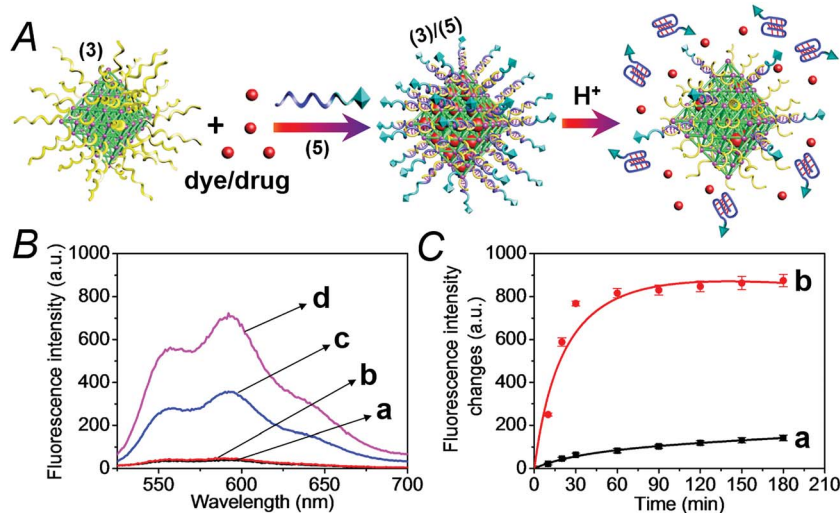 A
(3)
+
dye/drug
(5)
(3)/(5)
H+
B
Fluorescence intensity (a.u.)
1000
800
600
400
200
0
d
c
b
a
550 600 650 700
Wavelength (nm)
C
Fluorescence intensity
changes (a.u.)
1000
800
600
400
200
0
b
a
0 30 60 90 120 150 180 210
Time (min)